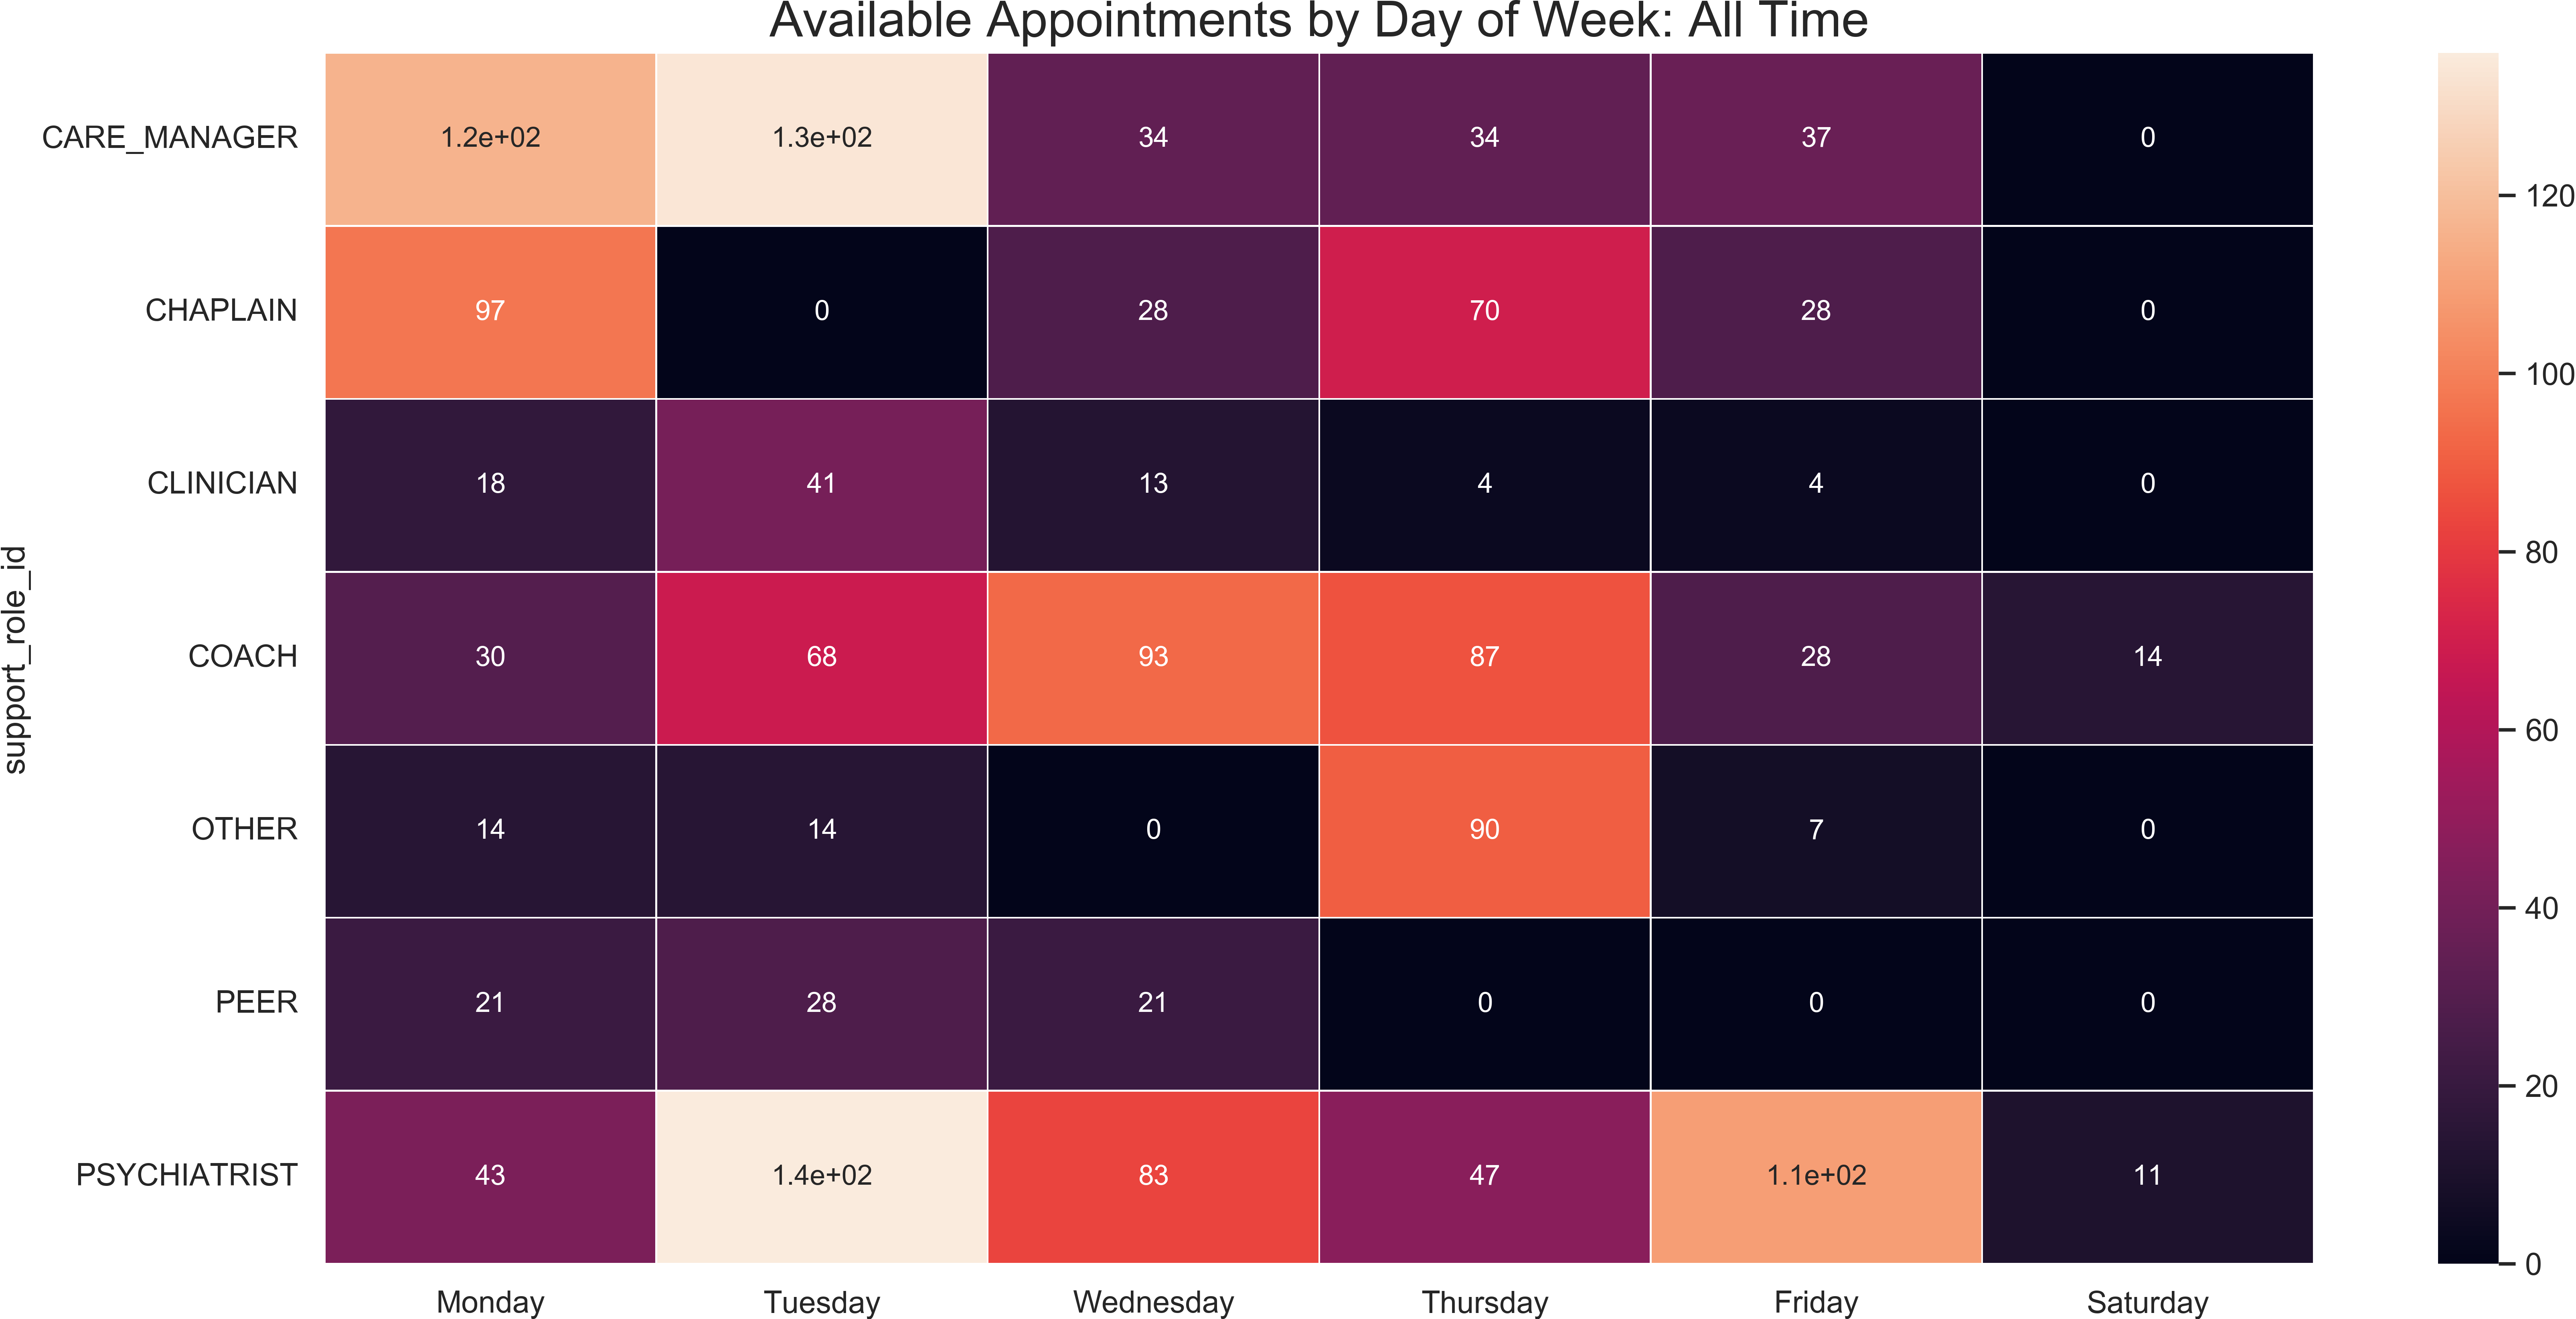 Available Appointments by Day of Week: All Time
support_role_id
CARE_MANAGER 1.2e+02 1.3e+02 34 34 37 0
CHAPLAIN 97 0 28 70 28 0
CLINICIAN 18 41 13 4 4 0
COACH 30 68 93 87 28 14
OTHER 14 14 0 90 7 0
PEER 21 28 21 0 0 0
PSYCHIATRIST 43 1.4e+02 83 47 1.1e+02 11
Monday Tuesday Wednesday Thursday Friday Saturday
120
100
80
60
40
20
0